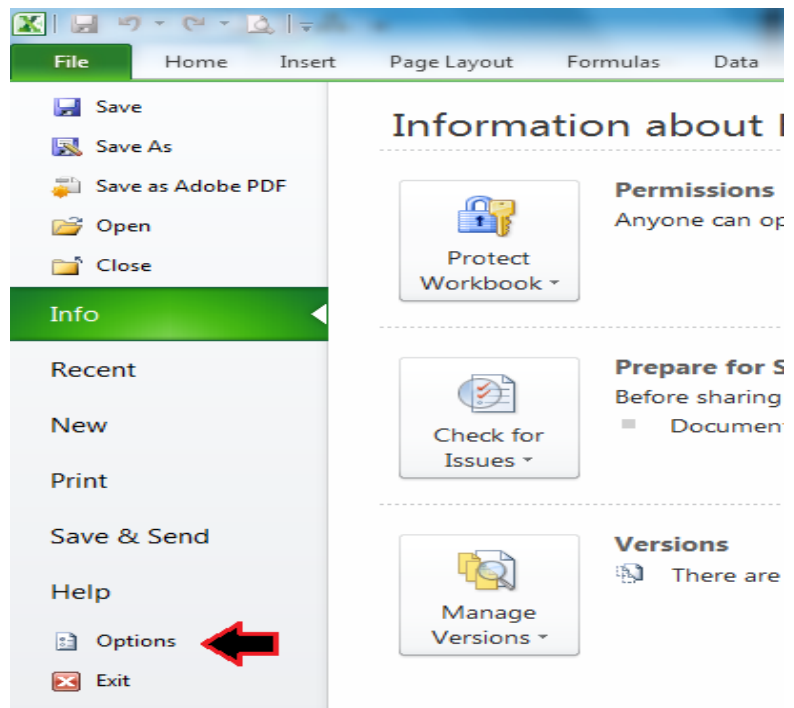 File Home Insert Page Layout Formulas Data
Save
Save As
Save as Adobe PDF
Open
Close
Info
Recent
New
Print
Save & Send
Help
Options
Exit
Information about
Protect
Workbook
Permissions
Anyone can op
Check for
Issues
Prepare for S
Before sharing
Document
Manage
Versions
Versions
There are